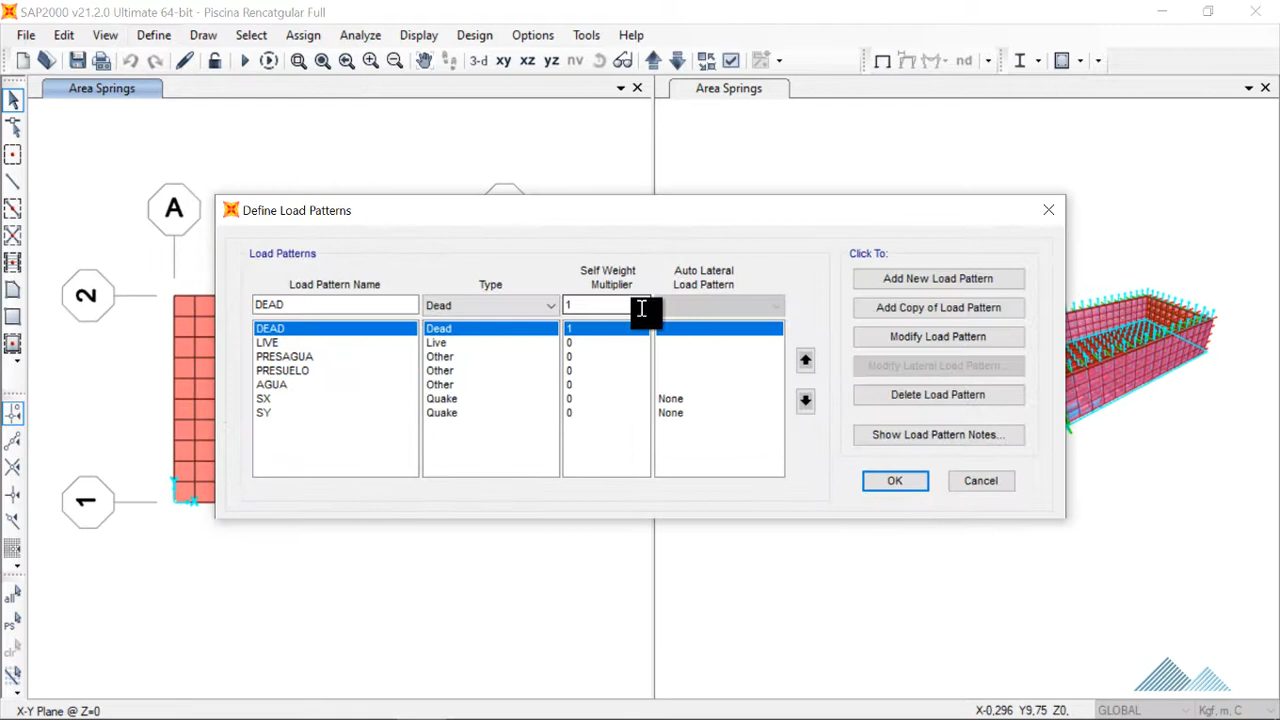 SAP2000 v21.2.0 Ultimate 64-bit - Piscina Rencatgular Full
File Edit View Define Draw Select Assign Analyze Display Design Options Tools Help
3-d xy xz yz nv nd
Area Springs
Area Springs
A
2
1
Define Load Patterns
Load Patterns
Click To:
Load Pattern Name Type Self Weight Multiplier Auto Lateral Load Pattern
DEAD Dead 1
DEAD Dead 1
LIVE Live 0
PRESAGUA Other 0
PRESUELO Other 0
AGUA Other 0
SX Quake 0 None
SY Quake 0 None
Add New Load Pattern
Add Copy of Load Pattern
Modify Load Pattern
Modify Lateral Load Pattern...
Delete Load Pattern
Show Load Pattern Notes...
OK Cancel
all
PS
clr
X-Y Plane @ Z=0
X-0,296 Y9,75 Z0,
GLOBAL
Kgf, m, C